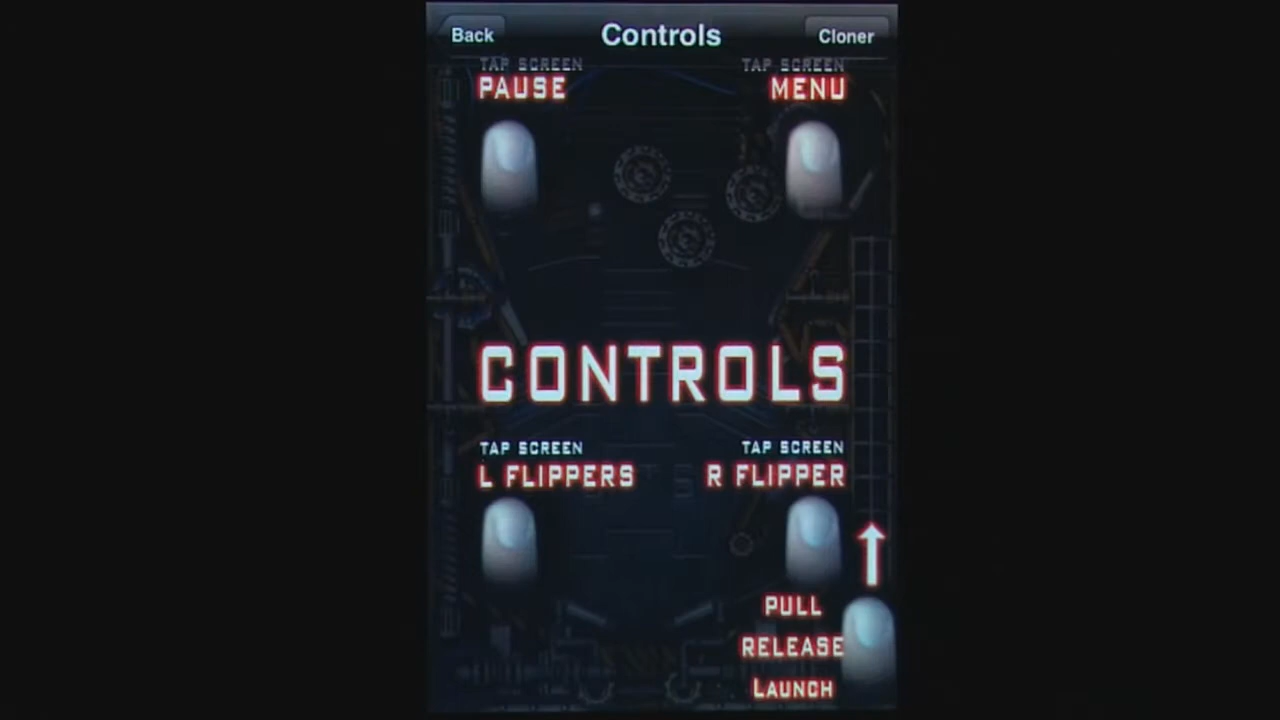 Back Controls Cloner
TAP SCREEN TAP SCREEN
PAUSE MENU
CONTROLS
TAP SCREEN TAP SCREEN
L FLIPPERS R FLIPPER
PULL
RELEASE
LAUNCH